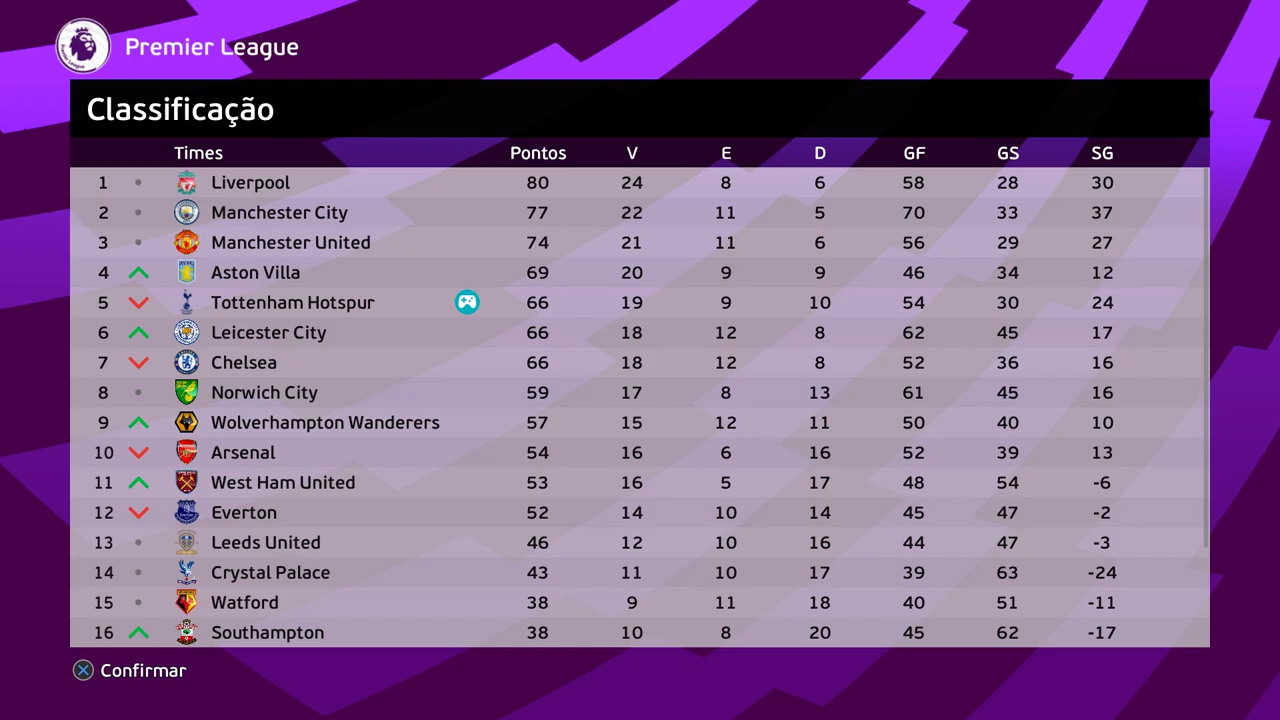 Premier League
Classificação
Times Pontos V E D GF GS SG
1 Liverpool 80 24 8 6 58 28 30
2 Manchester City 77 22 11 5 70 33 37
3 Manchester United 74 21 11 6 56 29 27
4 Aston Villa 69 20 9 9 46 34 12
5 Tottenham Hotspur 66 19 9 10 54 30 24
6 Leicester City 66 18 12 8 62 45 17
7 Chelsea 66 18 12 8 52 36 16
8 Norwich City 59 17 8 13 61 45 16
9 Wolverhampton Wanderers 57 15 12 11 50 40 10
10 Arsenal 54 16 6 16 52 39 13
11 West Ham United 53 16 5 17 48 54 -6
12 Everton 52 14 10 14 45 47 -2
13 Leeds United 46 12 10 16 44 47 -3
14 Crystal Palace 43 11 10 17 39 63 -24
15 Watford 38 9 11 18 40 51 -11
16 Southampton 38 10 8 20 45 62 -17
Confirmar